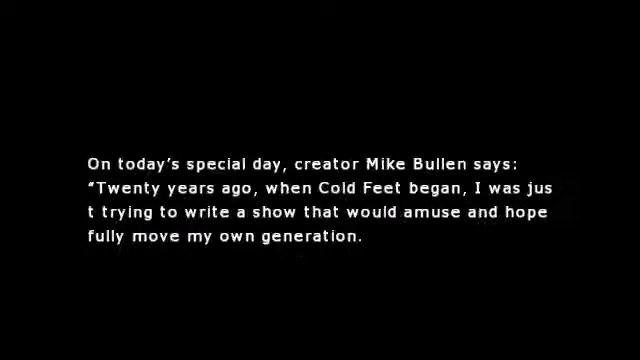 On today’s special day, creator Mike Bullen says:
“Twenty years ago, when Cold Feet began, I was jus
t trying to write a show that would amuse and hope
fully move my own generation.